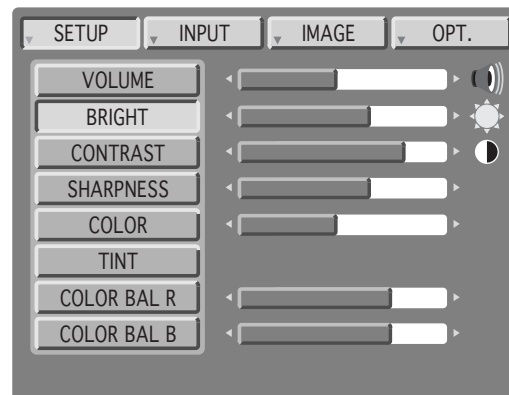 SETUP INPUT IMAGE OPT.
VOLUME
BRIGHT
CONTRAST
SHARPNESS
COLOR
TINT
COLOR BAL R
COLOR BAL B